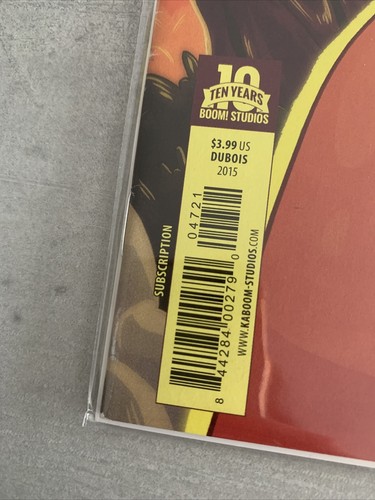 10
TEN YEARS
BOOM! STUDIOS
$3.99 US
DUBOIS
2015
SUBSCRIPTION
04721
8 44284 00279 0
WWW.KABOOM-STUDIOS.COM